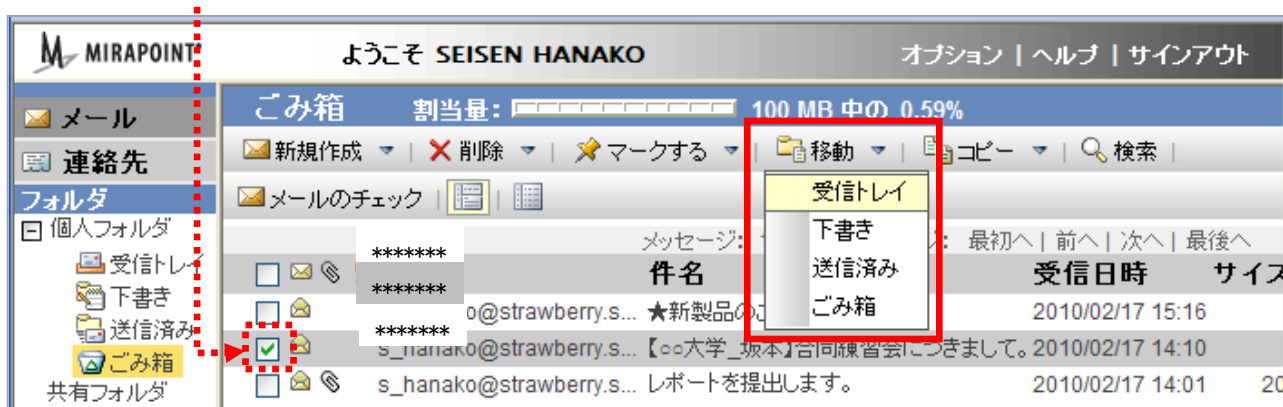 MIRAPOINT ようこそ SEISEN HANAKO オプション | ヘルプ | サインアウト
メール
連絡先
フォルダ
個人フォルダ
受信トレイ
下書き
送信済み
ごみ箱
共有フォルダ
ごみ箱 割当量: 100 MB 中の 0.59%
新規作成 | 削除 | マークする | 移動 | コピー | 検索 |
メールのチェック | |
受信トレイ
下書き
送信済み
ごみ箱
メッセージ: 最初へ | 前へ | 次へ | 最後へ
*******
*******
*******
件名 受信日時 サイズ
o@strawberry.s... ★新製品の 2010/02/17 15:16
s_hanako@strawberry.s... 【○○大学_坂本】合同練習会につきまして。 2010/02/17 14:10
s_hanako@strawberry.s... レポートを提出します。 2010/02/17 14:01 20